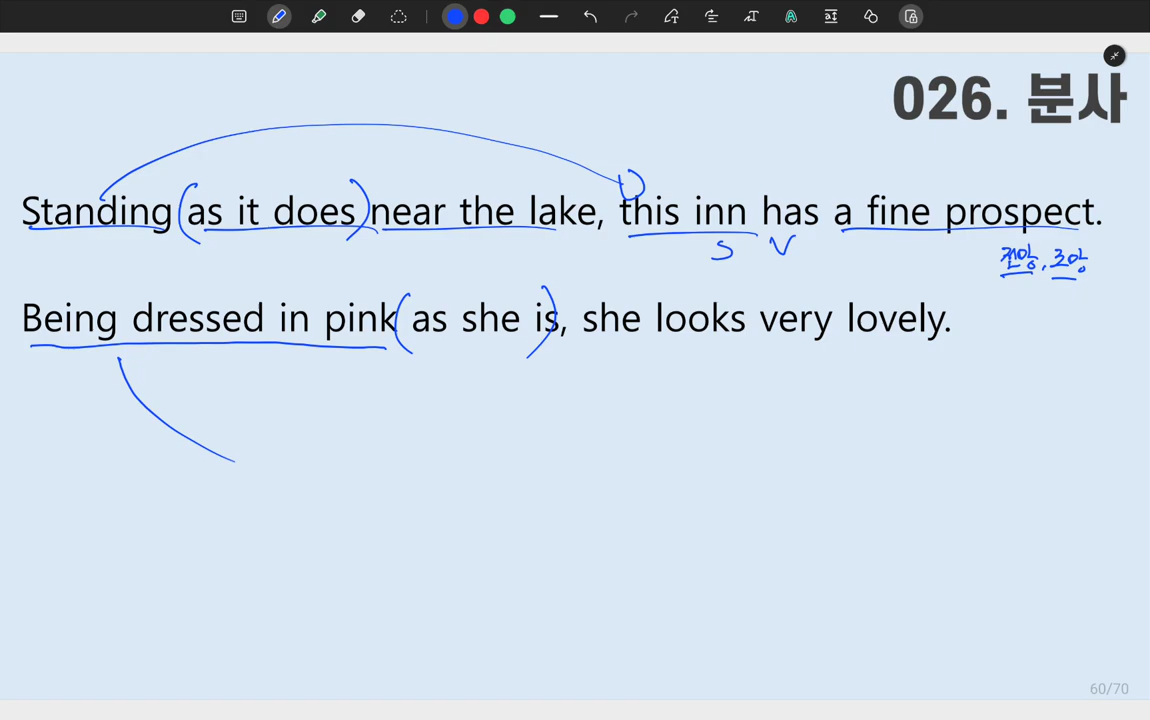 026. 분사
Standing (as it does) near the lake, this inn has a fine prospect.
S V
전망, 조망
Being dressed in pink (as she is), she looks very lovely.
60/70